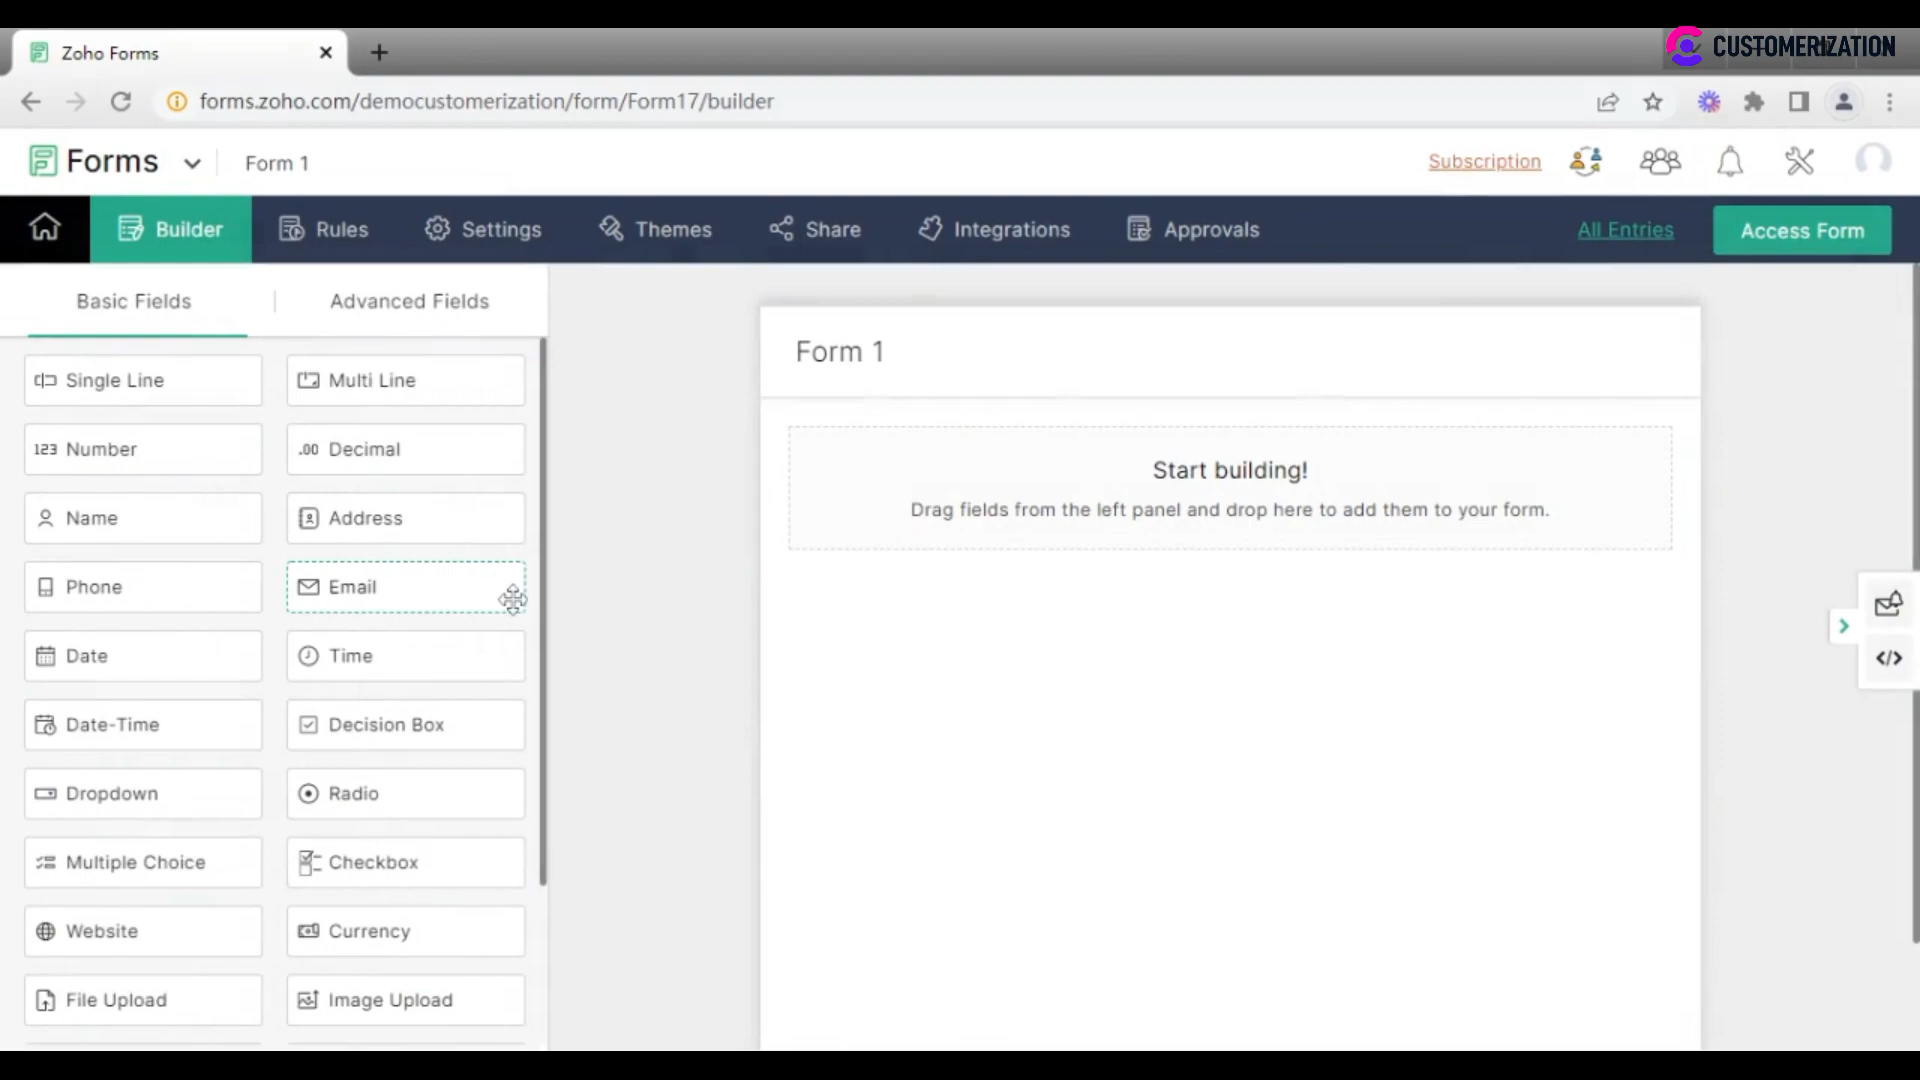 Zoho Forms
CUSTOMERIZATION
forms.zoho.com/democustomerization/form/Form17/builder
Forms
Form 1
Subscription
Builder
Rules
Settings
Themes
Share
Integrations
Approvals
All Entries
Access Form
Basic Fields
Advanced Fields
Single Line
Multi Line
123 Number
.00 Decimal
Name
Address
Phone
Email
Date
Time
Date-Time
Decision Box
Dropdown
Radio
Multiple Choice
Checkbox
Website
Currency
File Upload
Image Upload
Form 1
Start building!
Drag fields from the left panel and drop here to add them to your form.